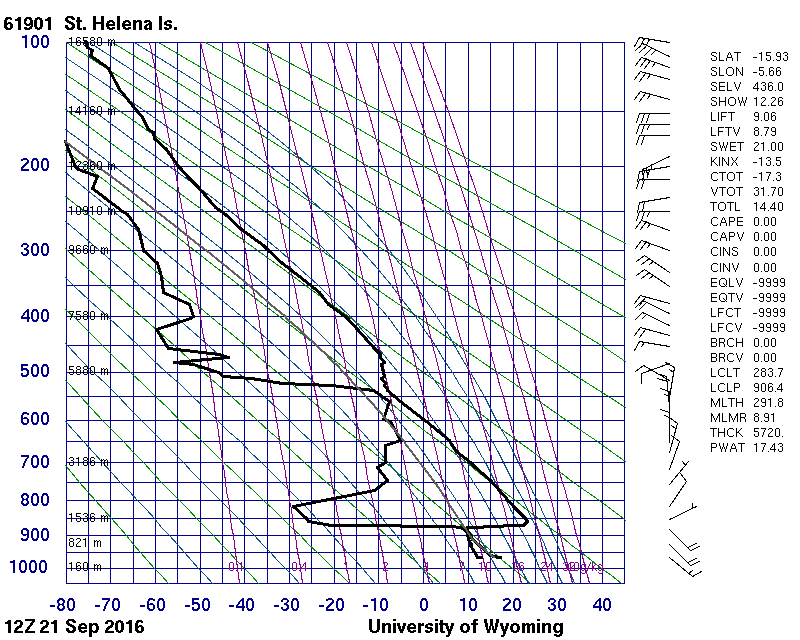 61901 St. Helena Is.
100
16580 m
14160 m
200
12380 m
10910 m
300
9660 m
400
7580 m
500
5880 m
600
700
3186 m
800
1536 m
900
821 m
1000
160 m
0.1
1
2
-80 -70 -60 -50 -40 -30 -20 -10 0 10 20 30 40
12Z 21 Sep 2016 University of Wyoming
SLAT -15.93
SLON -5.66
SELV 436.0
SHOW 12.26
LIFT 9.06
LFTV 8.79
SWET 21.00
KINX -13.5
CTOT -17.3
VTOT 31.70
TOTL 14.40
CAPE 0.00
CAPV 0.00
CINS 0.00
CINV 0.00
EQLV -9999
EQTV -9999
LFCT -9999
LFCV -9999
BRCH 0.00
BRCV 0.00
LCLT 283.7
LCLP 906.4
MLTH 291.8
MLMR 8.91
THCK 5720.
PWAT 17.43